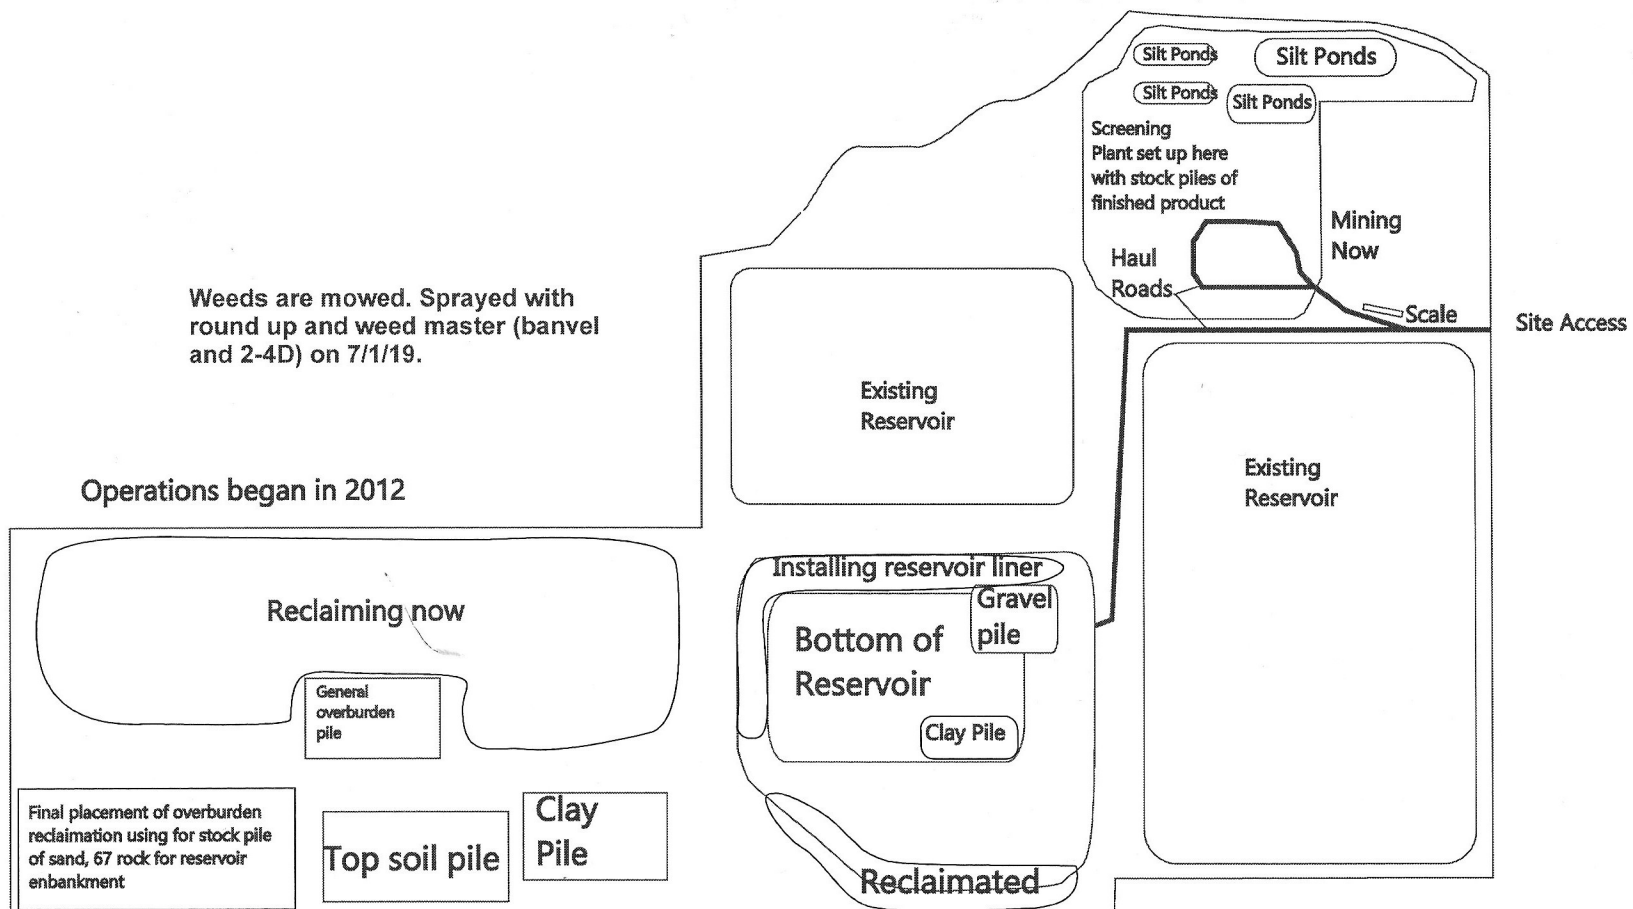 Silt Ponds
Silt Ponds
Silt Ponds
Silt Ponds
Screening
Plant set up here
with stock piles of
finished product
Mining
Now
Haul
Roads
Scale
Site Access
Weeds are mowed. Sprayed with
round up and weed master (banvel
and 2-4D) on 7/1/19.
Existing
Reservoir
Existing
Reservoir
Operations began in 2012
Reclaiming now
General
overburden
pile
Installing reservoir liner
Gravel
pile
Bottom of
Reservoir
Clay Pile
Final placement of overburden
reclaimation using for stock pile
of sand, 67 rock for reservoir
enbankment
Top soil pile
Clay
Pile
Reclaimated